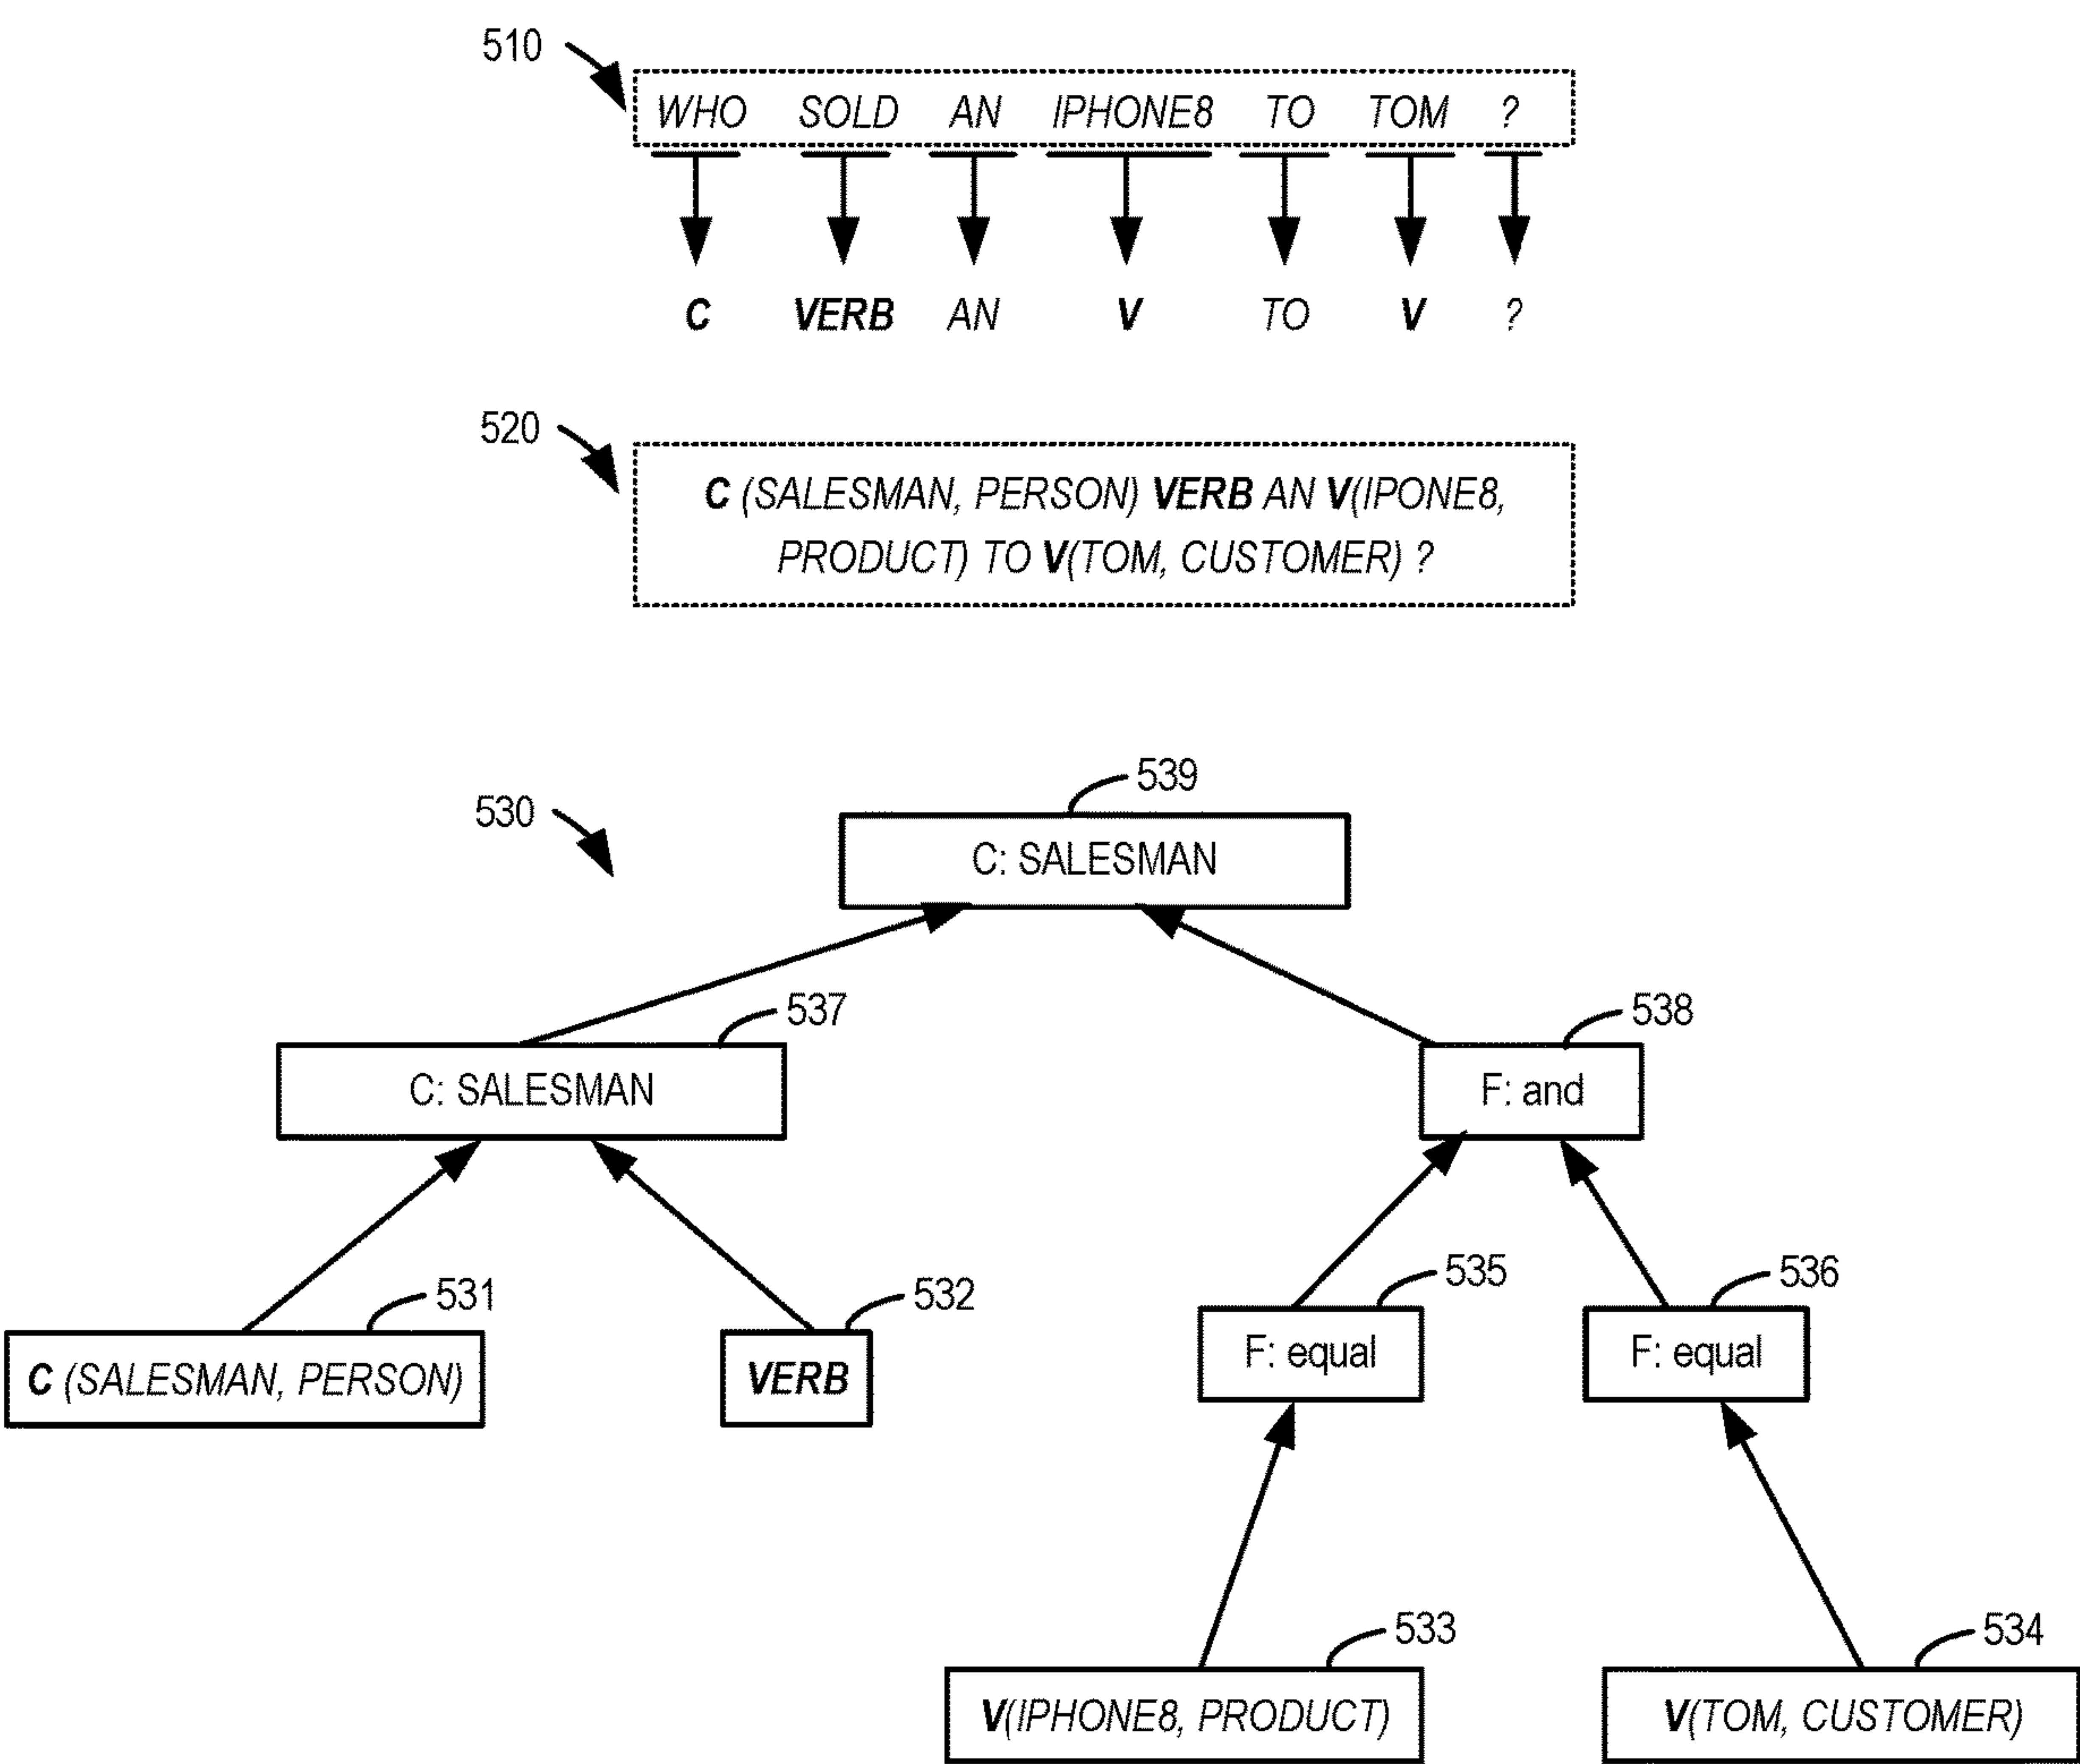 510
WHO SOLD AN IPHONE8 TO TOM ?
C VERB AN V TO V ?
520
C (SALESMAN, PERSON) VERB AN V(IPONE8,
PRODUCT) TO V(TOM, CUSTOMER) ?
530
539
C: SALESMAN
537
C: SALESMAN
538
F: and
531
C (SALESMAN, PERSON)
532
VERB
535
F: equal
536
F: equal
533
V(IPHONE8, PRODUCT)
534
V(TOM, CUSTOMER)